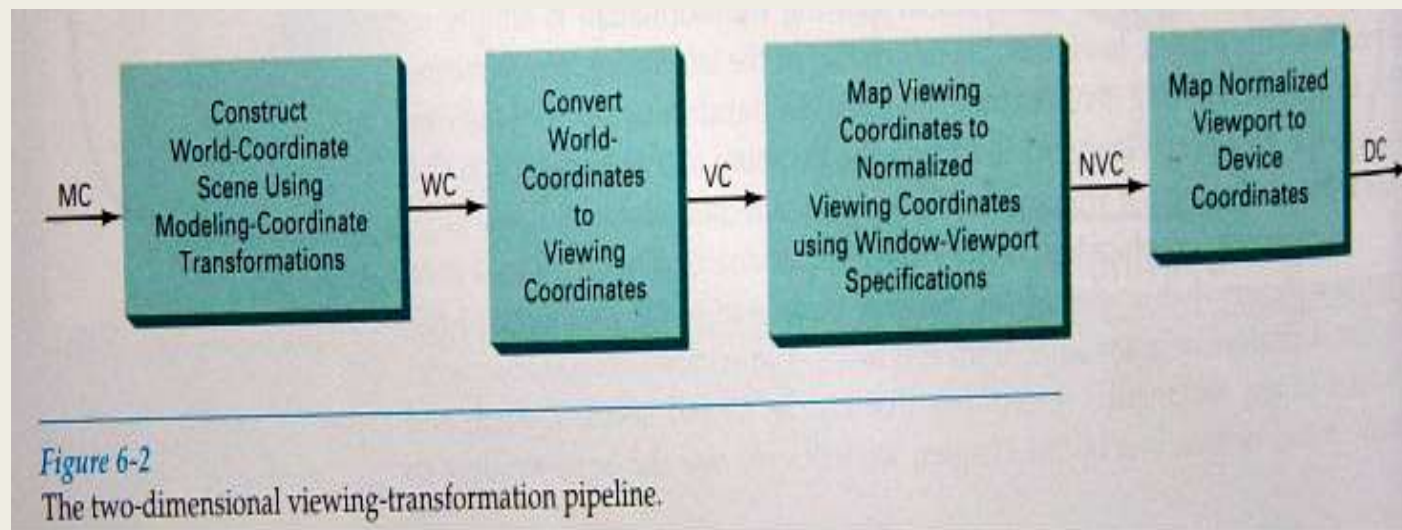 MC
Construct
World-Coordinate
Scene Using
Modeling-Coordinate
Transformations
WC
Convert
World-
Coordinates
to
Viewing
Coordinates
VC
Map Viewing
Coordinates to
Normalized
Viewing Coordinates
using Window-Viewport
Specifications
NVC
Map Normalized
Viewport to
Device
Coordinates
DC
Figure 6-2
The two-dimensional viewing-transformation pipeline.